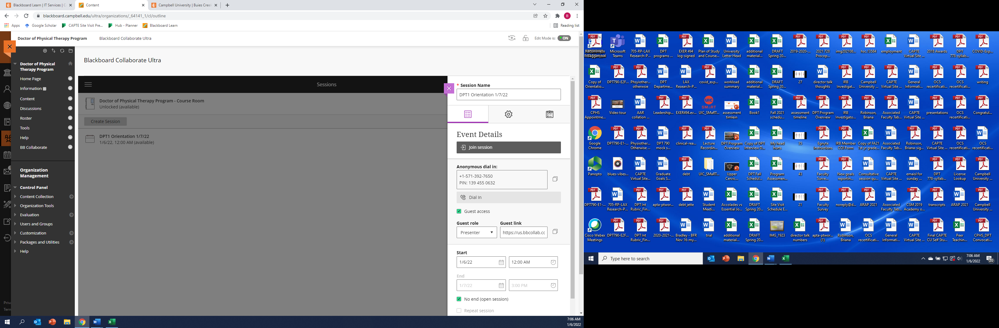 Blackboard Learn | IT Services | C
Content
Campbell University | Buies Creek
blackboard.campbell.edu/ultra/organizations/_64141_1/cl/outline
B
Apps
Google Scholar
CAPTE Site Visit Pre...
Hub - Planner
Blackboard Learn
Reading list
Doctor of Physical Therapy Program
Blackboard Collaborate Ultra
Edit Mode is:
ON
Doctor of Physical
Therapy Program
Home Page
Information
Content
Discussions
Roster
Tools
Help
BB Collaborate
Organization
Management
Control Panel
Content Collection
Organization Tools
Evaluation
Users and Groups
Customization
Packages and Utilities
Help
Priv
Tern
Blackboard Collaborate Ultra
Sessions
Doctor of Physical Therapy Program - Course Room
Unlocked (available)
Create Session
DPT1 Orientation 1/7/22
1/6/22, 12:00 AM (available)
* Session Name
DPT1 Orientation 1/7/22
Event Details
Join session
Anonymous dial in:
+1-571-392-7650
PIN: 139 455 0632
Dial In
Guest access
Guest role
Guest link
Presenter
https://us.bbcollab.cc
Start
1/6/22
12:00 AM
End
1/7/22
3:00 PM
No end (open session)
Repeat session
7:06 AM
1/6/2022
Microsoft
Teams
705-RP-LAX
Research-P...
DPT
programs ...
EXER 494
log-signed
Plan of Study
and Course...
University
Letter Head
additional
material...
DRAFT
Spring 20...
2019-2020-...
2021 728
Procop...
img202108...
hsc.13584
employment
CAPTE
Virtual Site ...
2018 Awards
DPT
778-syllab...
COVID-Exp...
Copy of
Orientatio...
DPT790-E2F...
Phsyiother...
otherwsie
DPT
Departme...
LAX
Research-P...
covid_exp...
workload
summary
additional
material...
DRAFT
Spring 20...
27
director talk
thoughts
IRB
Investigat...
Campbell
University ...
CAPTE
Virtual Site ...
General
Informati...
OCS
recertificati...
OCS
recertificati...
writing
CPHS
Appointme...
Video tour
AAR
collation ...
Leadership...
EXER494.ev...
UIC_SMaRT...
assessment
timlein
Book1
Fall 2021
schedu...
assessment
timeline
DPT Program
Overview
IRB
Investigato...
Robinson,
Briana
Associated
Faculty Tab...
CAPTE
Virtual Site ...
presentations
OCS
recertificati...
Congratul...
Google
Chrome
DPT790-E1-...
Physiother...
Otherwise ...
DPT 790
mock s...
clinical-rea...
Lecture
Recordin...
DPT Program
Overview
Copy of DPT
Interview D...
My head
hurts
35
Egnyte
Instructions
IRB Member
COI Form
Copy of FA21
1st yr grade...
Associated
Faculty Tab...
Robinson,
Briana-sig...
CAPTE
Virtual Site ...
OCS
recertificati...
OCS
recertificati...
Panopto
blues-vibes...
CAPTE
Virtual Site...
Graduate
Goals S...
debt
UIC_SMaRT...
Upper
Cervic...
DPT Fall
Schedul...
Program
Assessmen...
43
Faculty
Surve...
New goals
reportin...
Consultative
session qu...
CAPTE
Virtual Site ...
emaisl for
sunday ...
DPT
778-syllab...
License
Lookup
Campbell
University ...
DPT790-E1-...
705-RP-LAX
Research-P...
DPT Int
Rubric_Fin...
apta-ptwor...
debt jette
Student
Meeti...
Accolades vs
Essential Jo...
DRAFT
Spring 20...
Site Visit
Schedule E...
21
Faculty
Survey
noreply@d...
ARAP 2021
Associated
Faculty Tab...
CSM 2019
Academy o...
transcripts
ARAP 2021
Campbell
University ...
Cisco Webex
Meetings
DPT790-E2F...
DPT Int
Rubric_Fin...
2020-2021-...
Bradley - BFR
Nov 16-my...
trial
additional
material...
DRAFT
Spring 20...
IMG_1923
director talk
numbers
apta-ptwor...
(1)
Robinson,
Briana
OCS
recertificati...
General
Informati...
CAPTE
Virtual Site ...
Final CAPTE
CU Self Stu...
Peer
Teachin...
CPHS_DPT
Convocati...
Type here to search
7:06 AM
1/6/2022
20